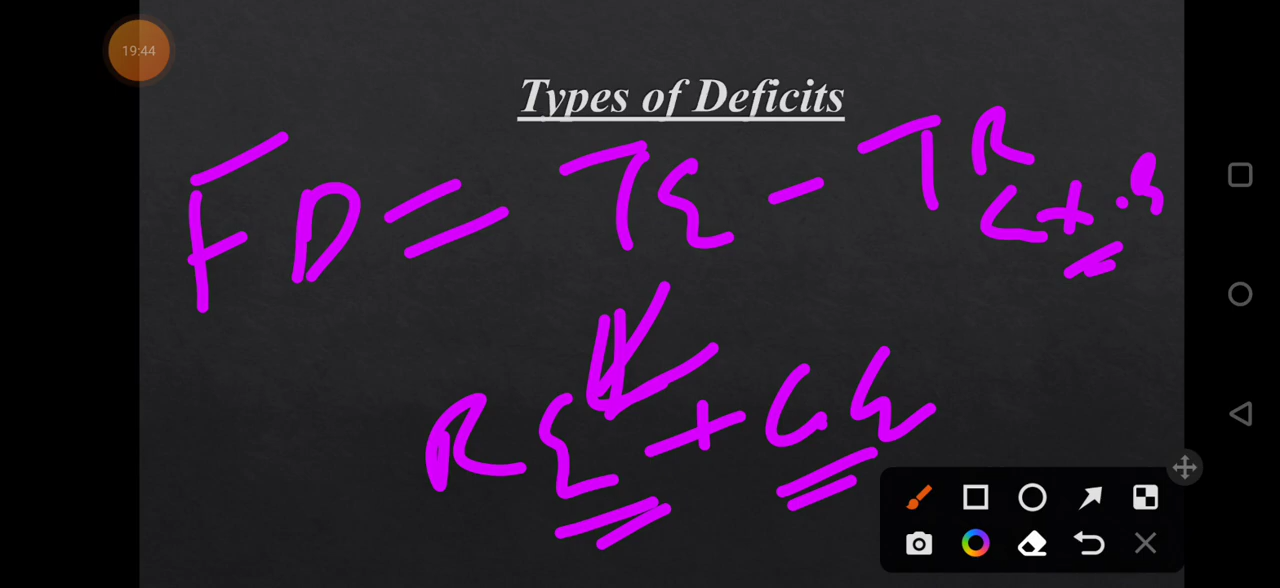 19:44
Types of Deficits
FD = TE - TR
C +
RE + CE